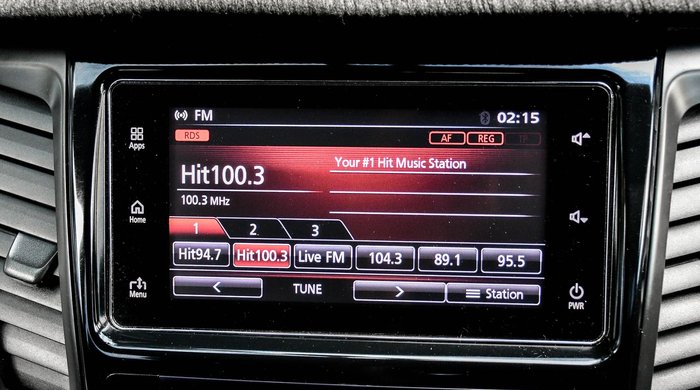 FM
02:15
RDS
AF REG TP
Your #1 Hit Music Station
Hit100.3
100.3 MHz
1 2 3
Hit94.7 Hit100.3 Live FM 104.3 89.1 95.5
< TUNE > Station
Apps
Home
Menu
PWR